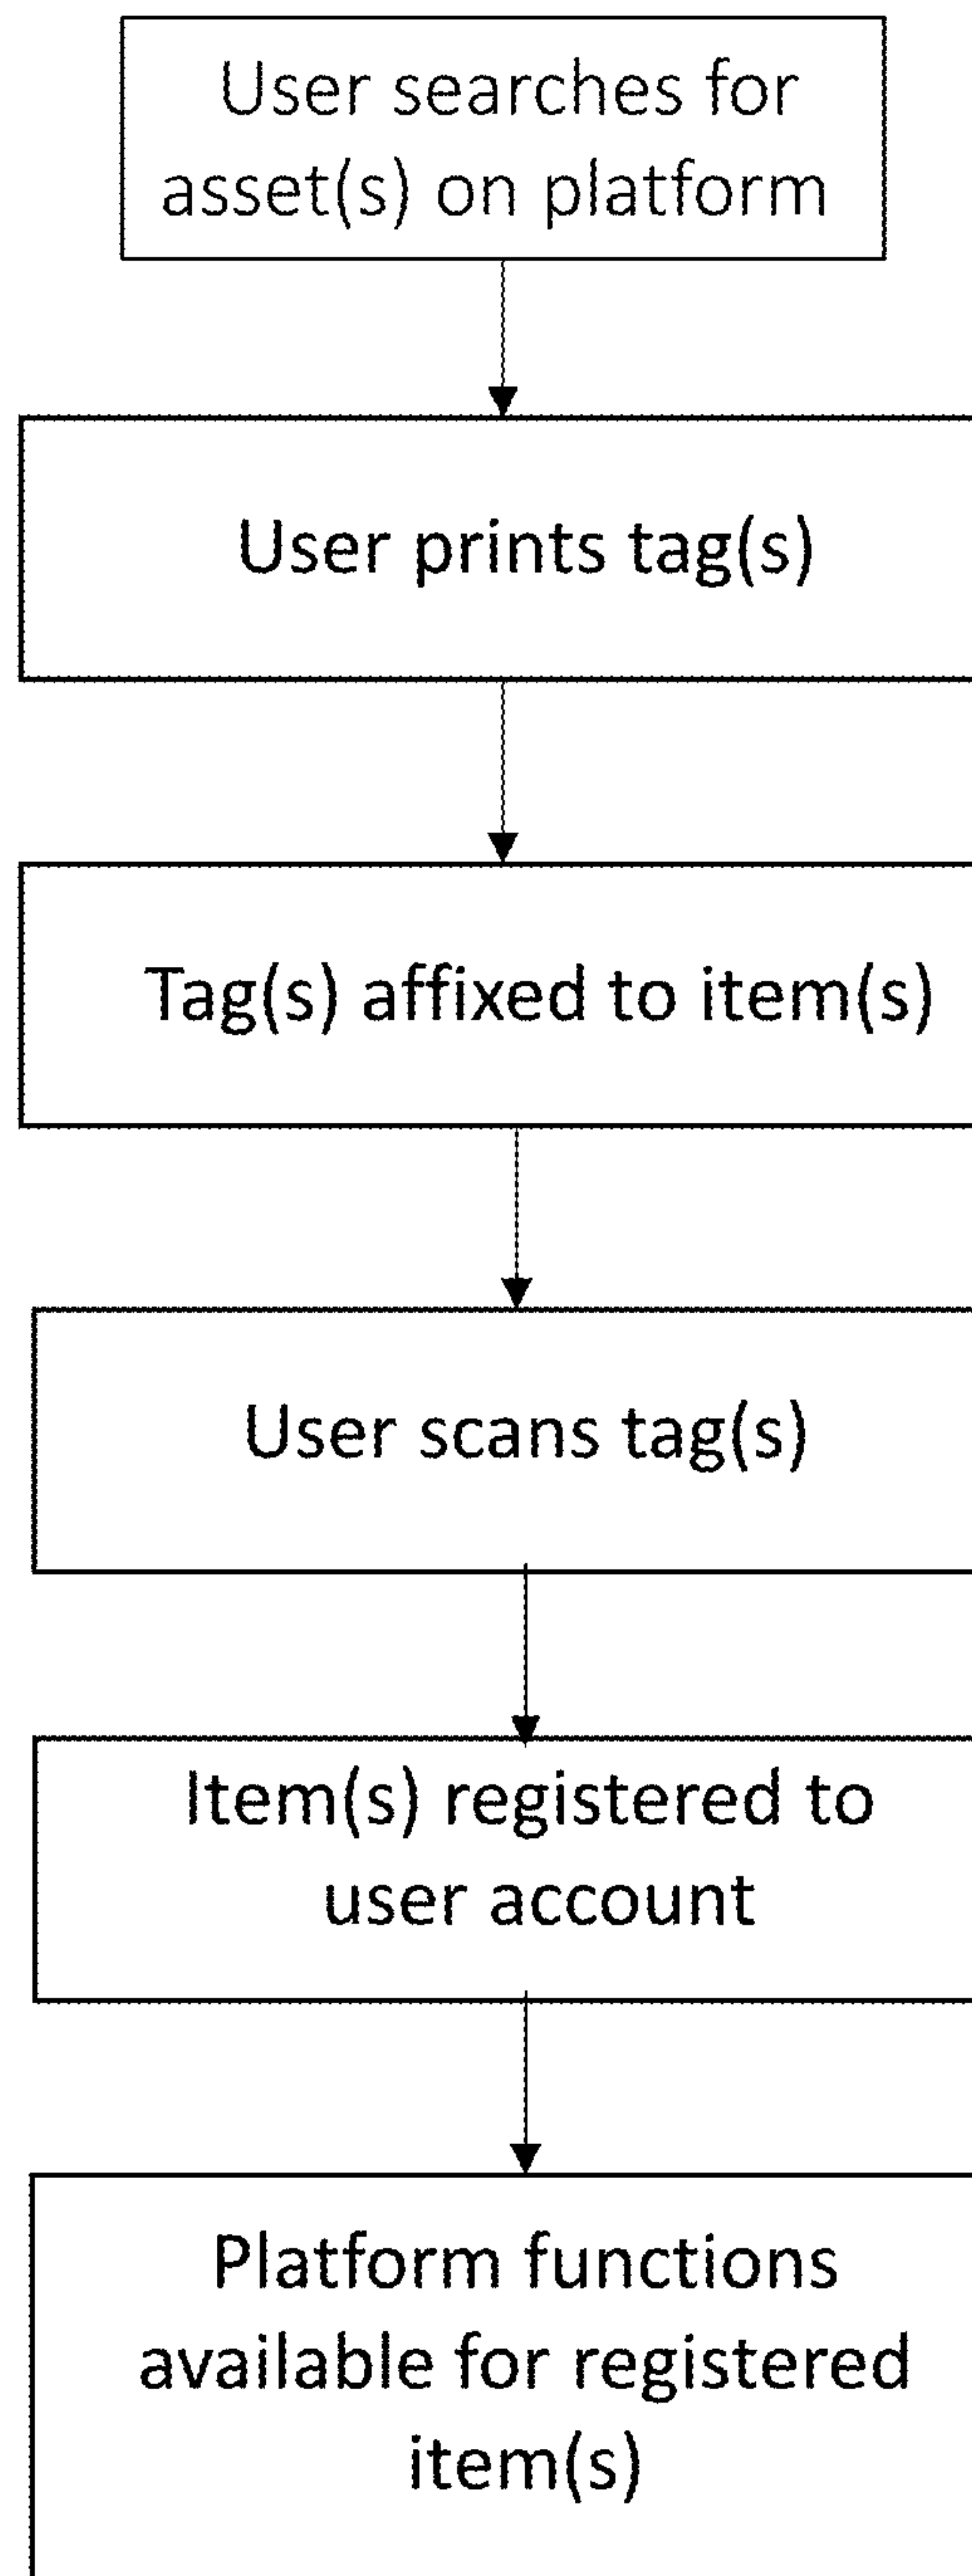 User searches for
asset(s) on platform
User prints tag(s)
Tag(s) affixed to item(s)
User scans tag(s)
Item(s) registered to
user account
Platform functions
available for registered
item(s)